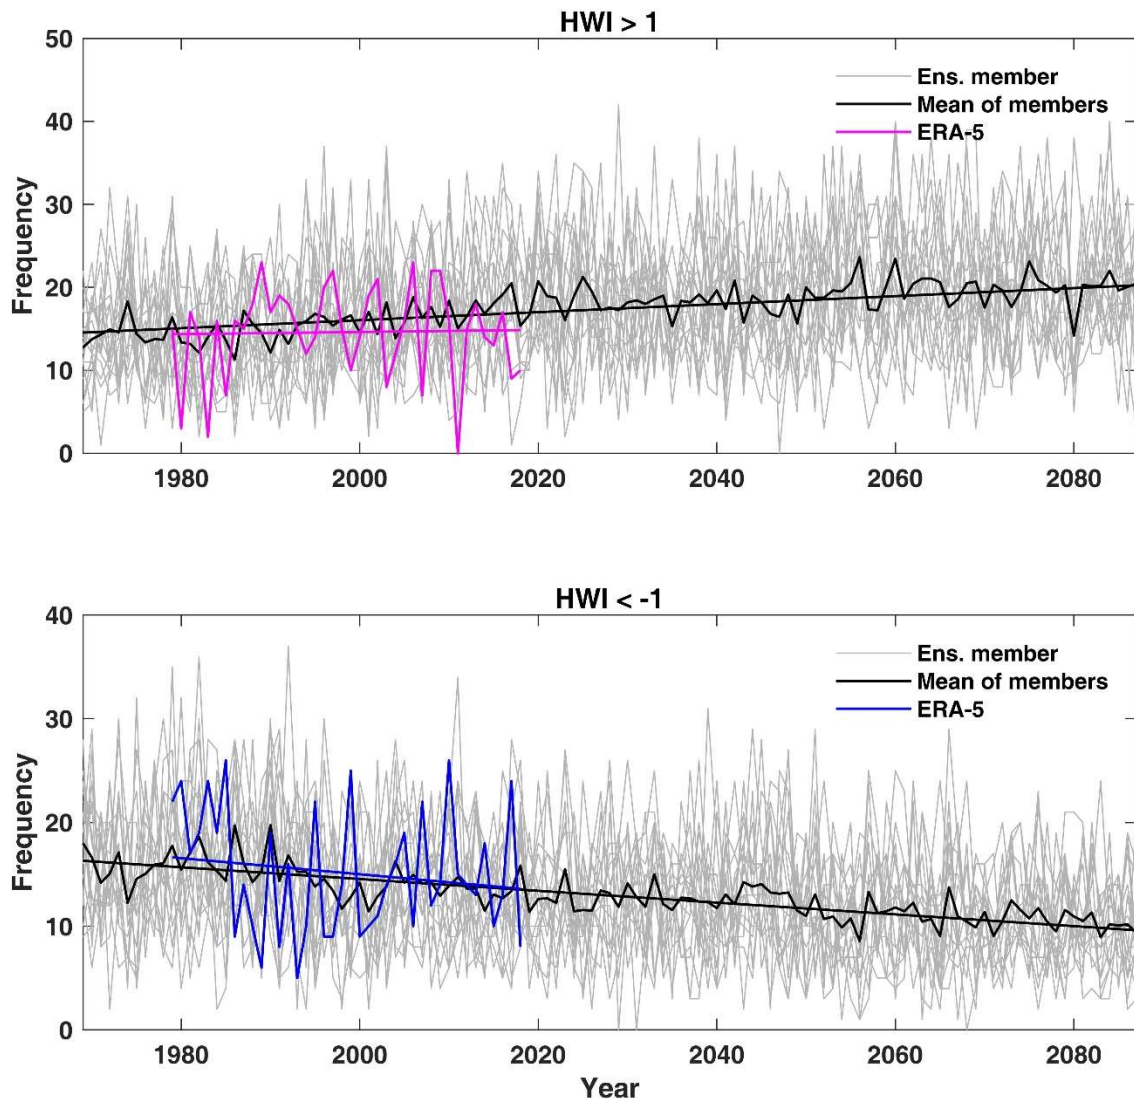 HWI > 1
50
40
30
20
10
0
Frequency
Ens. member
Mean of members
ERA-5
1980 2000 2020 2040 2060 2080
HWI < -1
40
30
20
10
0
Frequency
Ens. member
Mean of members
ERA-5
1980 2000 2020 2040 2060 2080
Year